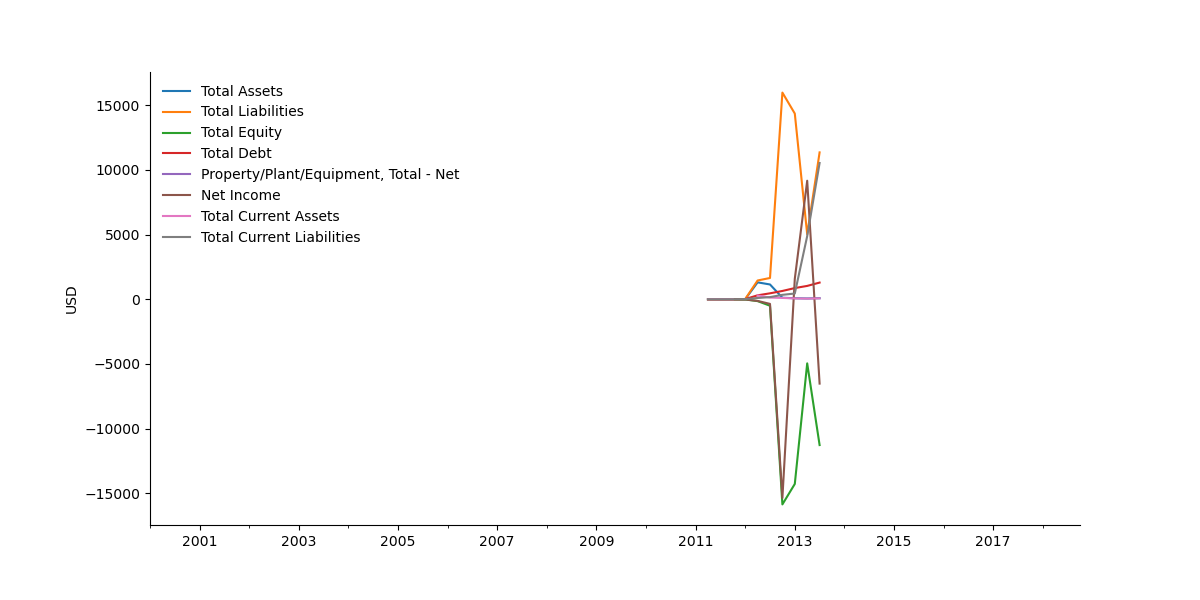 Total Assets
Total Liabilities
Total Equity
Total Debt
Property/Plant/Equipment, Total - Net
Net Income
Total Current Assets
Total Current Liabilities
USD
15000
10000
5000
0
−5000
−10000
−15000
2001 2003 2005 2007 2009 2011 2013 2015 2017